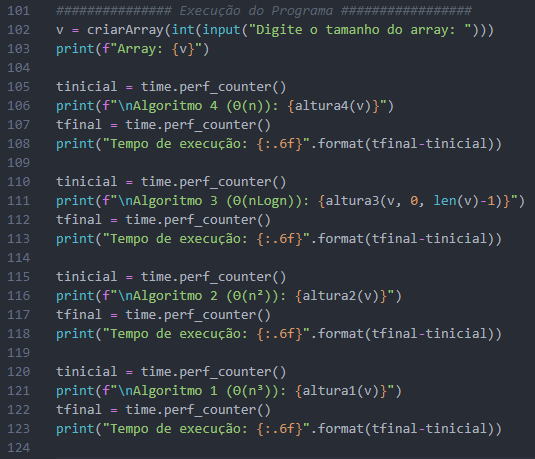 101 ############### Execução do Programa #################
102 v = criarArray(int(input("Digite o tamanho do array: ")))
103 print(f"Array: {v}")
104
105 tinicial = time.perf_counter()
106 print(f"\nAlgoritmo 4 (Θ(n)): {altura4(v)}")
107 tfinal = time.perf_counter()
108 print("Tempo de execução: {:.6f}".format(tfinal-tinicial))
109
110 tinicial = time.perf_counter()
111 print(f"\nAlgoritmo 3 (Θ(nLogn)): {altura3(v, 0, len(v)-1)}")
112 tfinal = time.perf_counter()
113 print("Tempo de execução: {:.6f}".format(tfinal-tinicial))
114
115 tinicial = time.perf_counter()
116 print(f"\nAlgoritmo 2 (Θ(n²)): {altura2(v)}")
117 tfinal = time.perf_counter()
118 print("Tempo de execução: {:.6f}".format(tfinal-tinicial))
119
120 tinicial = time.perf_counter()
121 print(f"\nAlgoritmo 1 (Θ(n³)): {altura1(v)}")
122 tfinal = time.perf_counter()
123 print("Tempo de execução: {:.6f}".format(tfinal-tinicial))
124